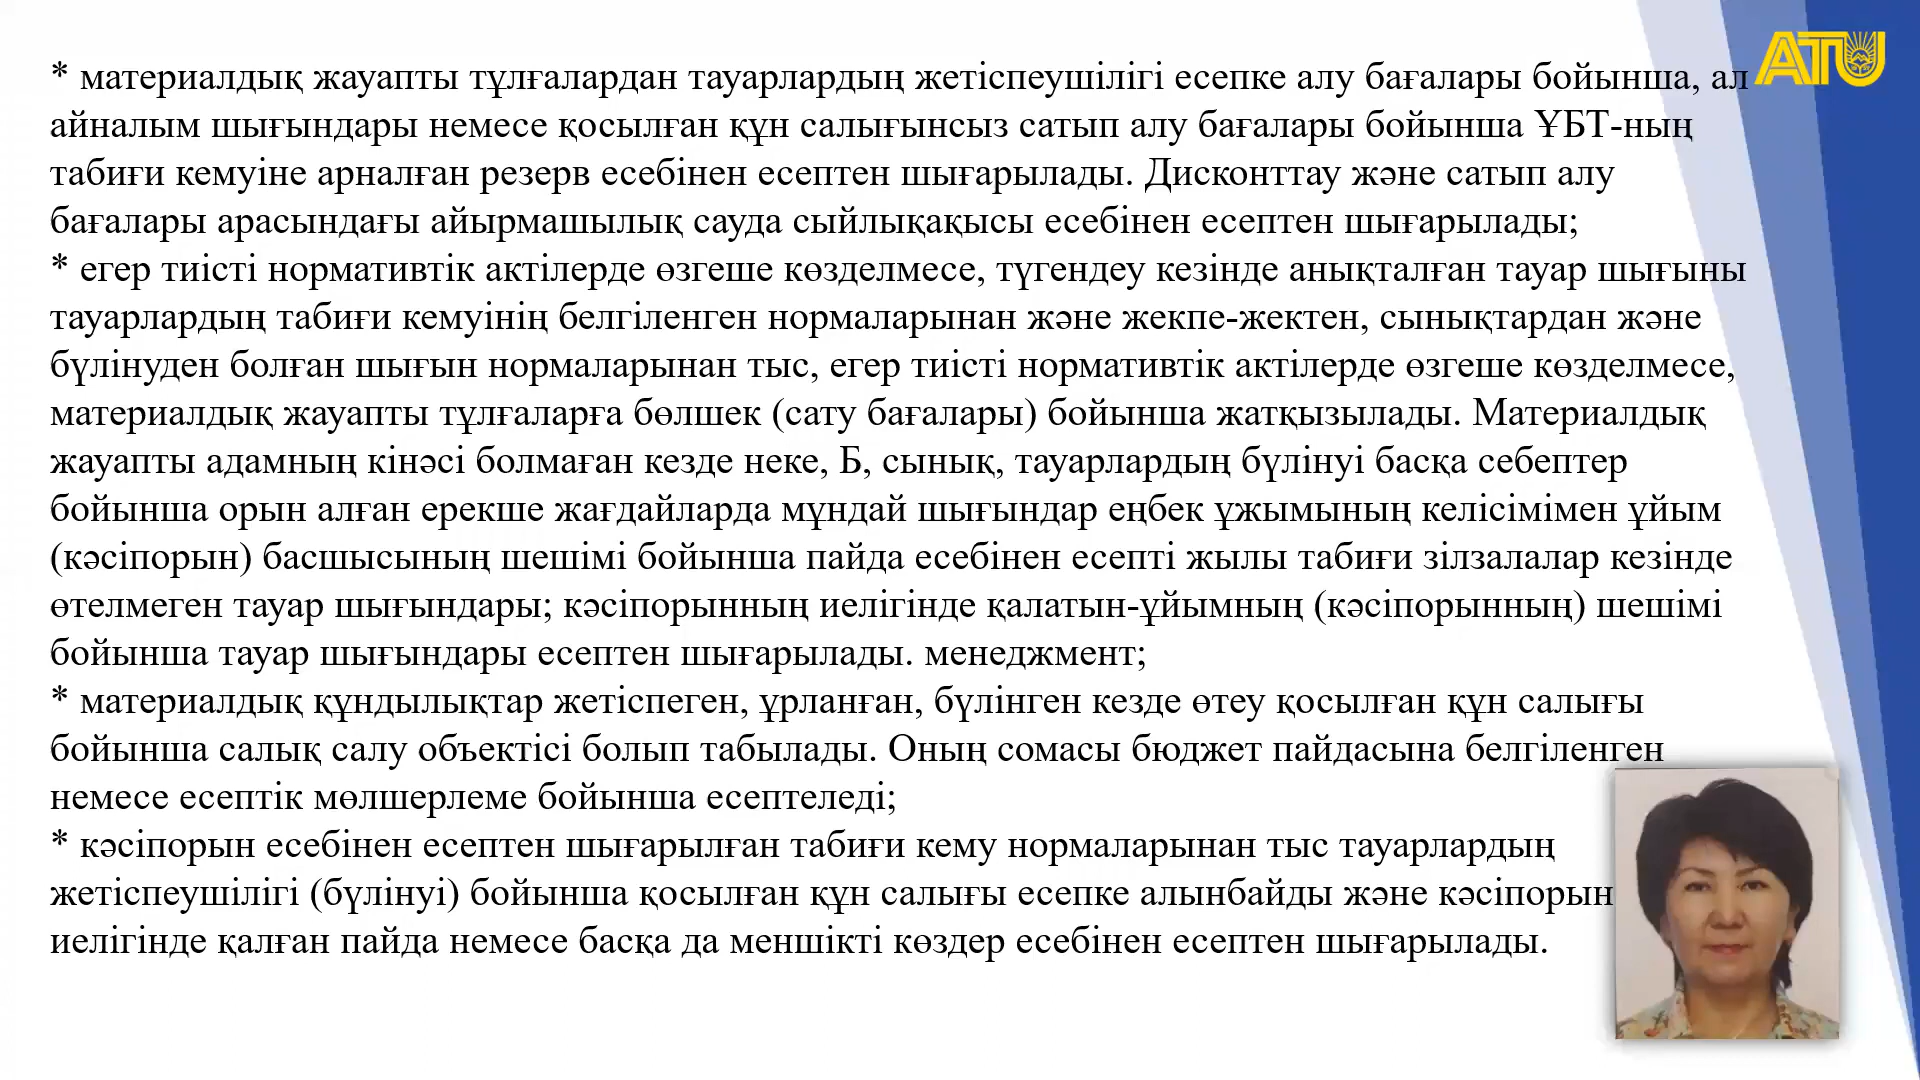 * материалдық жауапты тұлғалардан тауарлардың жетіспеушілігі есепке алу бағалары бойынша, ал
айналым шығындары немесе қосылған құн салығынсыз сатып алу бағалары бойынша ҰБТ-ның
табиғи кемуіне арналған резерв есебінен есептен шығарылады. Дисконттау және сатып алу
бағалары арасындағы айырмашылық сауда сыйлықақысы есебінен есептен шығарылады;
* егер тиісті нормативтік актілерде өзгеше көзделмесе, түгендеу кезінде анықталған тауар шығыны
тауарлардың табиғи кемуінің белгіленген нормаларынан және жекпе-жектен, сынықтардан және
бүлінуден болған шығын нормаларынан тыс, егер тиісті нормативтік актілерде өзгеше көзделмесе,
материалдық жауапты тұлғаларға бөлшек (сату бағалары) бойынша жатқызылады. Материалдық
жауапты адамның кінәсі болмаған кезде неке, Б, сынық, тауарлардың бүлінуі басқа себептер
бойынша орын алған ерекше жағдайларда мұндай шығындар еңбек ұжымының келісімімен ұйым
(кәсіпорын) басшысының шешімі бойынша пайда есебінен есепті жылы табиғи зілзалалар кезінде
өтелмеген тауар шығындары; кәсіпорынның иелігінде қалатын-ұйымның (кәсіпорынның) шешімі
бойынша тауар шығындары есептен шығарылады. менеджмент;
* материалдық құндылықтар жетіспеген, ұрланған, бүлінген кезде өтеу қосылған құн салығы
бойынша салық салу объектісі болып табылады. Оның сомасы бюджет пайдасына белгіленген
немесе есептік мөлшерлеме бойынша есептеледі;
* кәсіпорын есебінен есептен шығарылған табиғи кему нормаларынан тыс тауарлардың
жетіспеушілігі (бүлінуі) бойынша қосылған құн салығы есепке алынбайды және кәсіпорын
иелігінде қалған пайда немесе басқа да меншікті көздер есебінен есептен шығарылады.
ATU